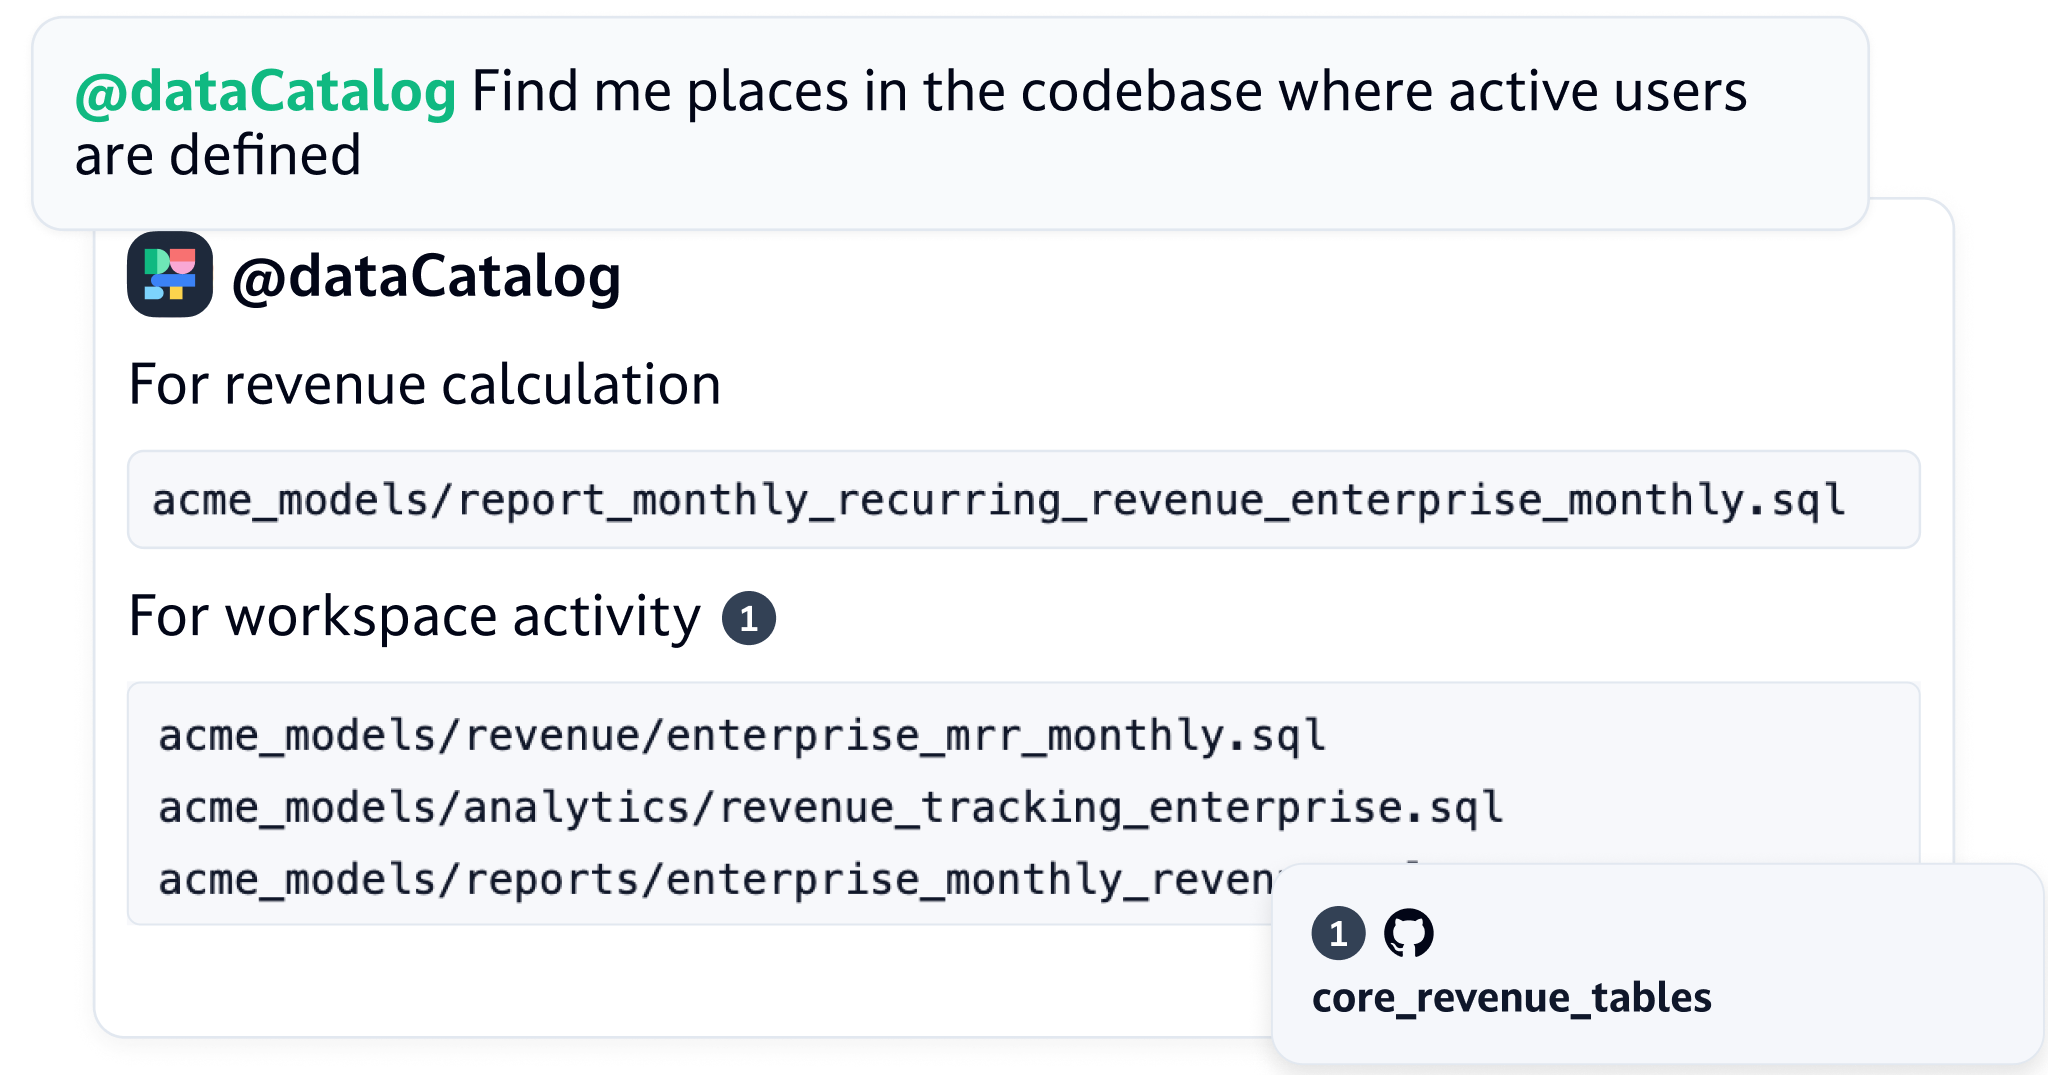 @dataCatalog Find me places in the codebase where active users
are defined
@dataCatalog
For revenue calculation
acme_models/report_monthly_recurring_revenue_enterprise_monthly.sql
For workspace activity 1
acme_models/revenue/enterprise_mrr_monthly.sql
acme_models/analytics/revenue_tracking_enterprise.sql
acme_models/reports/enterprise_monthly_reven
1
core_revenue_tables